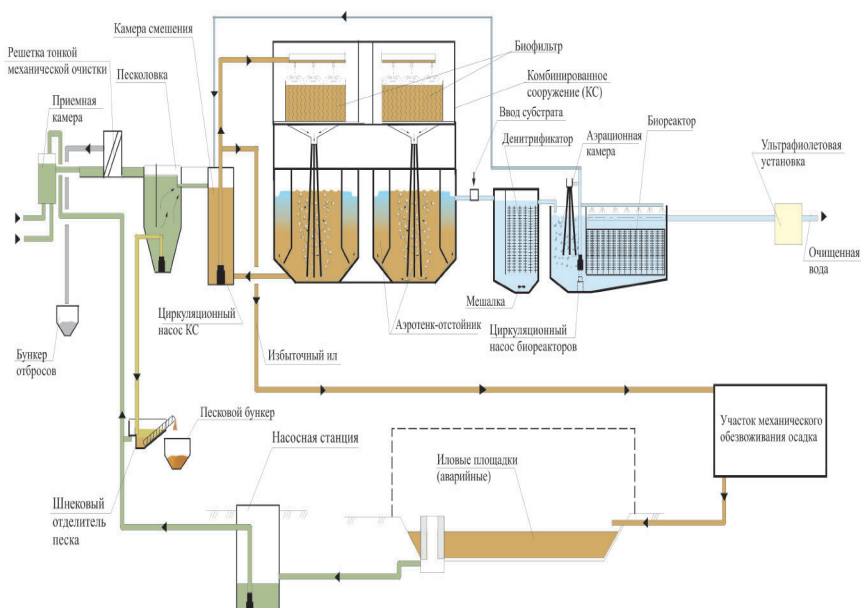 Камера смешения
Решетка тонкой
механической очистки
Песколовка
Приемная
камера
Биофильтр
Комбинированное
сооружение (КС)
Ввод субстрата
Денитрификатор
Аэрационная
камера
Биореактор
Ультрафиолетовая
установка
Очищенная
вода
Мешалка
Циркуляционный
насос КС
Аэротенк-отстойник
Циркуляционный
насос биореакторов
Избыточный ил
Бункер
отбросов
Песковой бункер
Насосная станция
Шнековый
отделитель
песка
Иловые площадки
(аварийные)
Участок механического
обезвоживания осадка